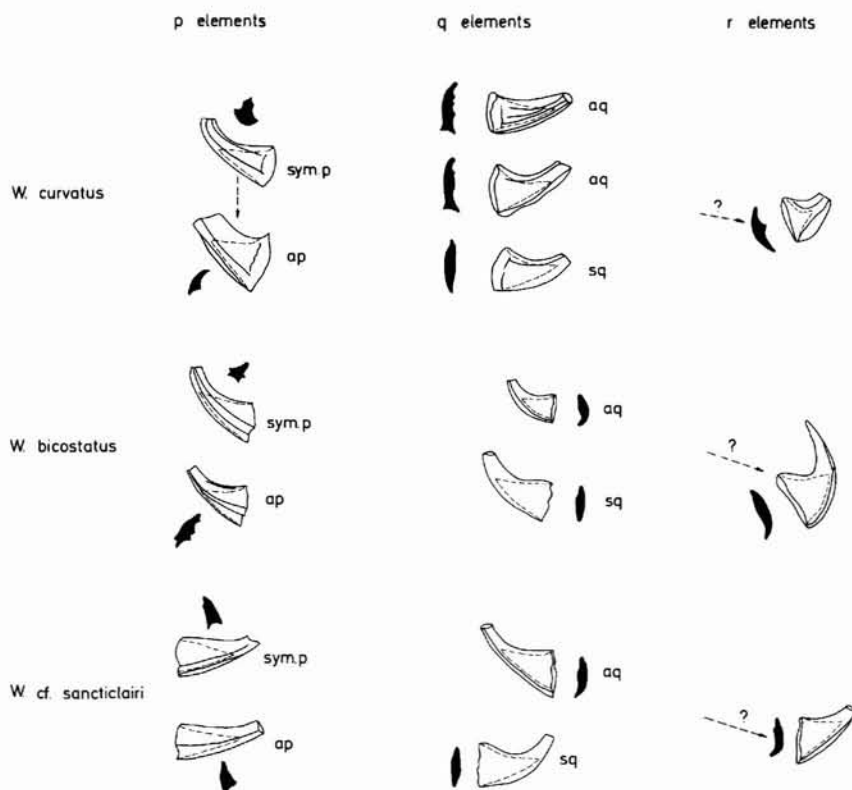 p elements q elements r elements
aq
sym.p
W. curvatus aq
?
ap
sq
W. bicostatus sym.p aq
?
ap sq
W. cf. sancticlairi sym.p aq
?
ap sq